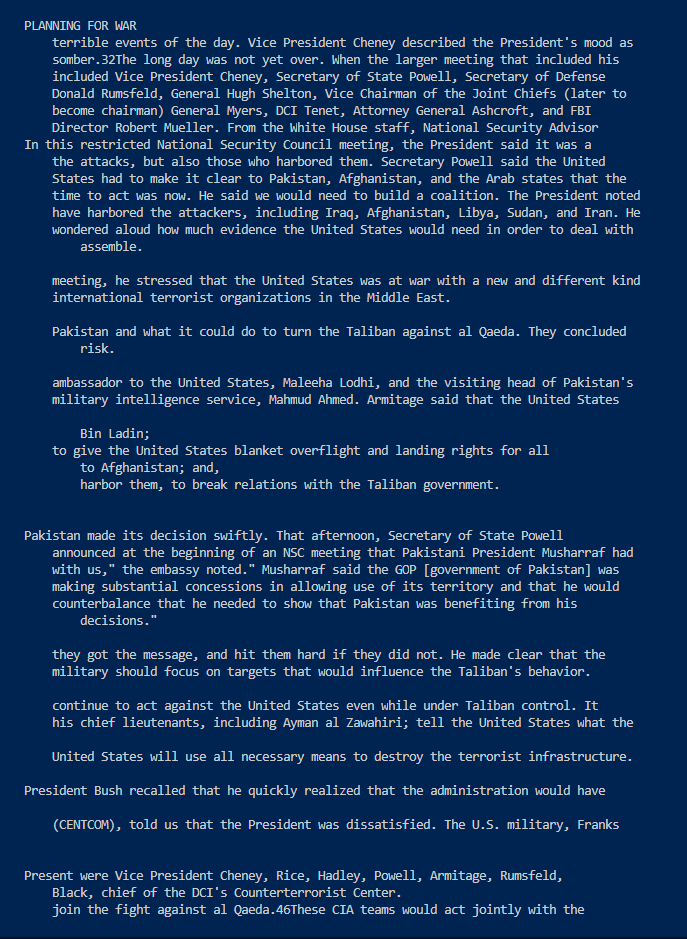 PLANNING FOR WAR
terrible events of the day. Vice President Cheney described the President's mood as
somber.32The long day was not yet over. When the larger meeting that included his
included Vice President Cheney, Secretary of State Powell, Secretary of Defense
Donald Rumsfeld, General Hugh Shelton, Vice Chairman of the Joint Chiefs (later to
become chairman) General Myers, DCI Tenet, Attorney General Ashcroft, and FBI
Director Robert Mueller. From the White House staff, National Security Advisor
In this restricted National Security Council meeting, the President said it was a
the attacks, but also those who harbored them. Secretary Powell said the United
States had to make it clear to Pakistan, Afghanistan, and the Arab states that the
time to act was now. He said we would need to build a coalition. The President noted
have harbored the attackers, including Iraq, Afghanistan, Libya, Sudan, and Iran. He
wondered aloud how much evidence the United States would need in order to deal with
assemble.
meeting, he stressed that the United States was at war with a new and different kind
international terrorist organizations in the Middle East.
Pakistan and what it could do to turn the Taliban against al Qaeda. They concluded
risk.
ambassador to the United States, Maleeha Lodhi, and the visiting head of Pakistan's
military intelligence service, Mahmud Ahmed. Armitage said that the United States
Bin Ladin;
to give the United States blanket overflight and landing rights for all
to Afghanistan; and,
harbor them, to break relations with the Taliban government.
Pakistan made its decision swiftly. That afternoon, Secretary of State Powell
announced at the beginning of an NSC meeting that Pakistani President Musharraf had
with us," the embassy noted." Musharraf said the GOP [government of Pakistan] was
making substantial concessions in allowing use of its territory and that he would
counterbalance that he needed to show that Pakistan was benefiting from his
decisions."
they got the message, and hit them hard if they did not. He made clear that the
military should focus on targets that would influence the Taliban's behavior.
continue to act against the United States even while under Taliban control. It
his chief lieutenants, including Ayman al Zawahiri; tell the United States what the
United States will use all necessary means to destroy the terrorist infrastructure.
President Bush recalled that he quickly realized that the administration would have
(CENTCOM), told us that the President was dissatisfied. The U.S. military, Franks
Present were Vice President Cheney, Rice, Hadley, Powell, Armitage, Rumsfeld,
Black, chief of the DCI's Counterterrorist Center.
join the fight against al Qaeda.46These CIA teams would act jointly with the